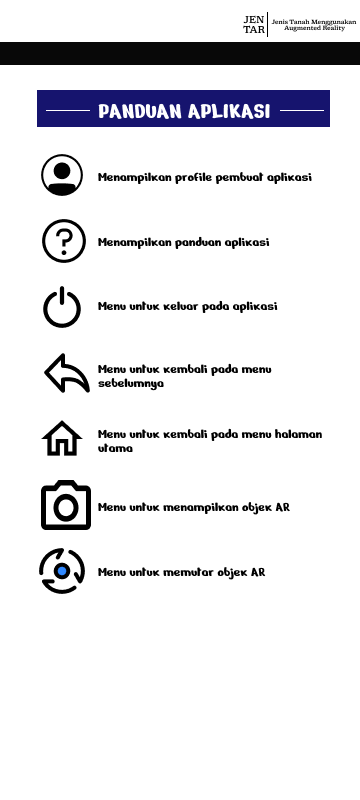 JEN
TAR
Jenis Tanah Menggunakan
Augmented Reality
PANDUAN APLIKASI
Menampilkan profile pembuat aplikasi
?
Menampilkan panduan aplikasi
Menu untuk keluar pada aplikasi
Menu untuk kembali pada menu
sebelumnya
Menu untuk kembali pada menu halaman
utama
Menu untuk menampilkan objek AR
Menu untuk memutar objek AR